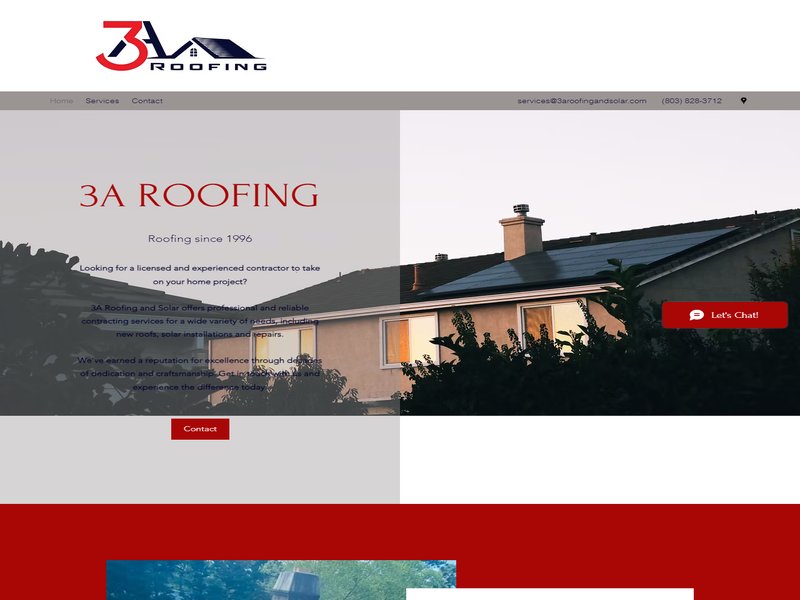 3A
ROOFING
Home Services Contact services@3aroofingandsolar.com (803) 828-3712
3A ROOFING
Roofing since 1996
Looking for a licensed and experienced contractor to take
on your home project?
3A Roofing and Solar offers professional and reliable
contracting services for a wide variety of needs, including
new roofs, solar installations and repairs.
We've earned a reputation for excellence through decades
of dedication and craftsmanship. Get in touch with us and
experience the difference today.
Contact
Let's Chat!